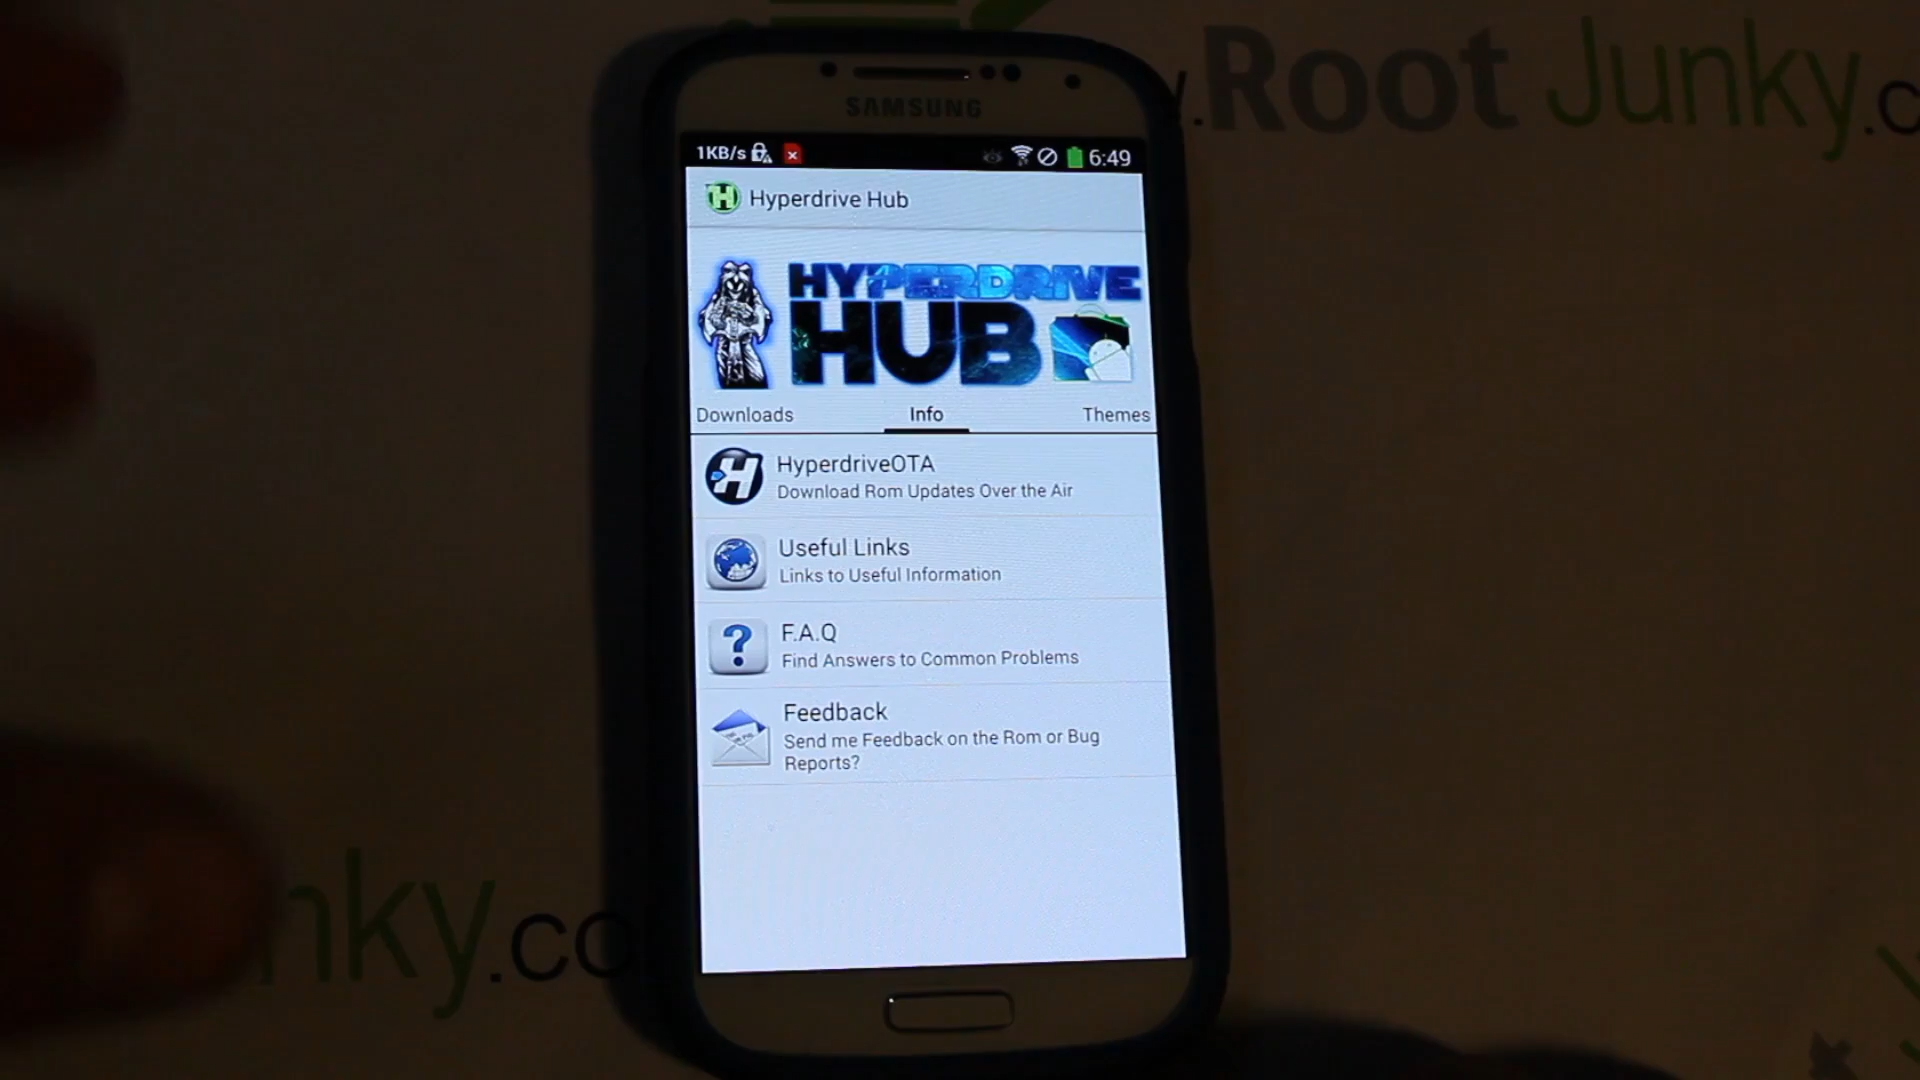 .Root Junky.c
SAMSUNG
1KB/s 6:49
Hyperdrive Hub
HYPERDRIVE
HUB
Downloads Info Themes
HyperdriveOTA
Download Rom Updates Over the Air
Useful Links
Links to Useful Information
F.A.Q
Find Answers to Common Problems
Feedback
Send me Feedback on the Rom or Bug
Reports?
nky.co